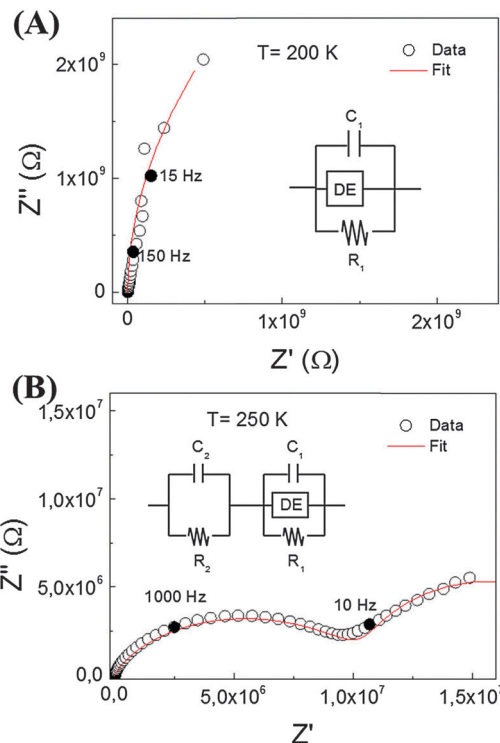 (A)
2x10⁹
1x10⁹
0
Z'' (Ω)
T= 200 K
Data
Fit
15 Hz
150 Hz
C₁
DE
R₁
0
1x10⁹
2x10⁹
Z' (Ω)
(B)
1,5x10⁷
1,0x10⁷
5,0x10⁶
0,0
Z'' (Ω)
T= 250 K
Data
Fit
C₂
C₁
DE
R₂
R₁
1000 Hz
10 Hz
0,0
5,0x10⁶
1,0x10⁷
1,5x10⁷
Z'